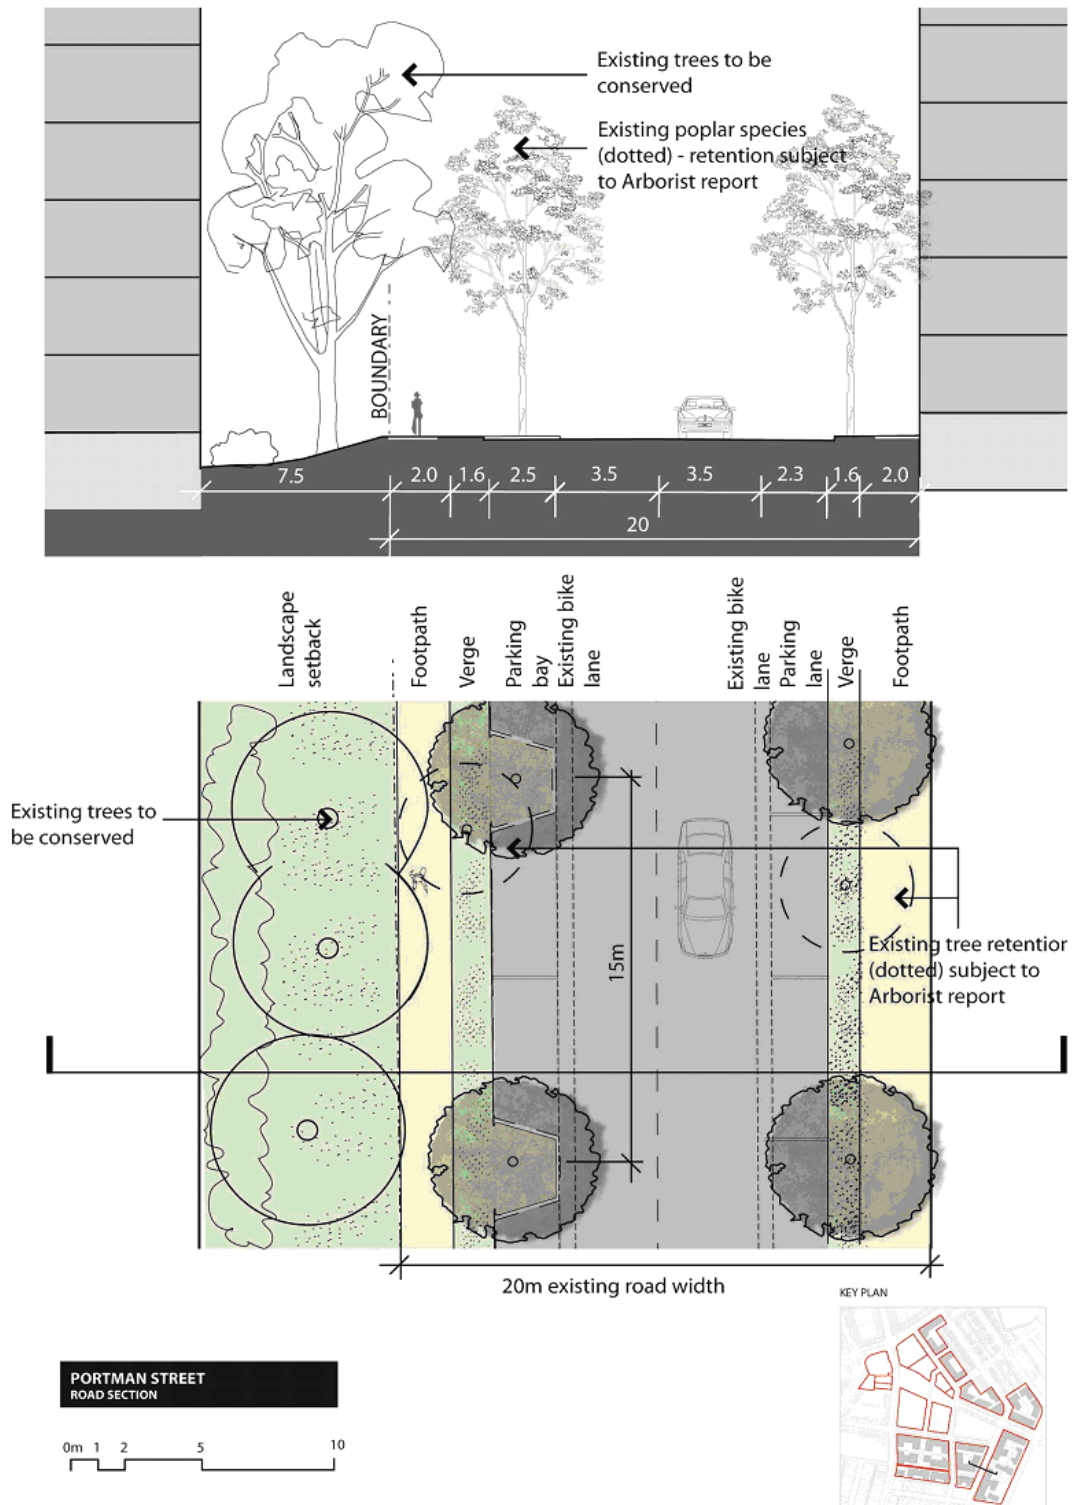 Existing trees to be
conserved
Existing poplar species
(dotted) - retention subject
to Arborist report
BOUNDARY
7.5
2.0
1.6
2.5
3.5
3.5
2.3
1.6
2.0
20
Landscape
setback
Footpath
Verge
Parking
bay
Existing bike
lane
Existing bike
lane
Parking
lane
Verge
Footpath
Existing trees to
be conserved
15m
Existing tree retention
(dotted) subject to
Arborist report
20m existing road width
KEY PLAN
PORTMAN STREET
ROAD SECTION
0m 1 2 5 10